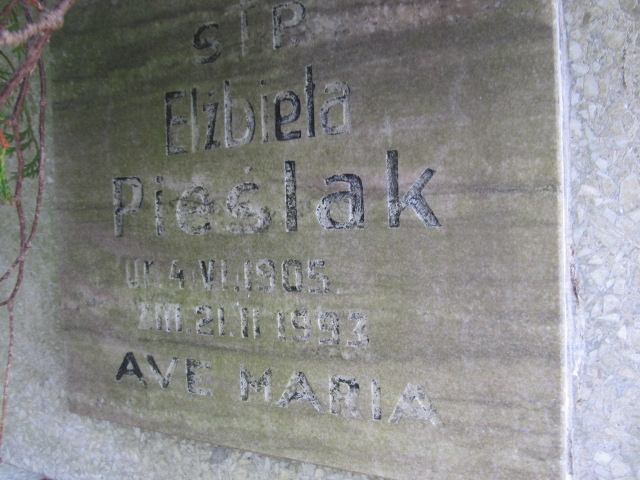 S I P.
Elżbieta
Pieślak
ur. 4 VI. 1905.
zm. 21. II 1993
AVE MARIA